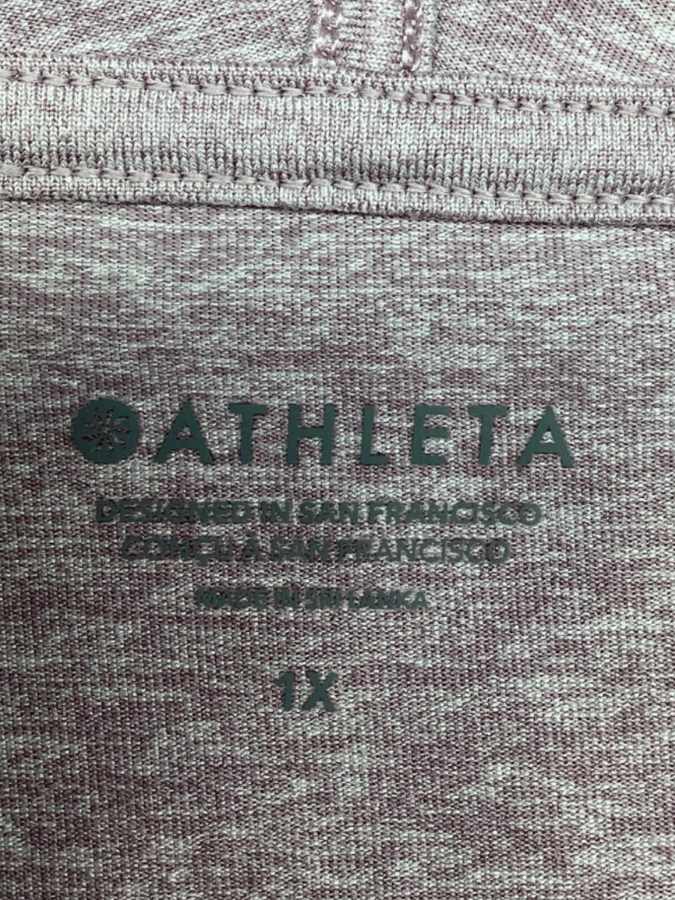 ATHLETA
DESIGNED IN SAN FRANCISCO
CONÇU À SAN FRANCISCO
MADE IN SRI LANKA
1X